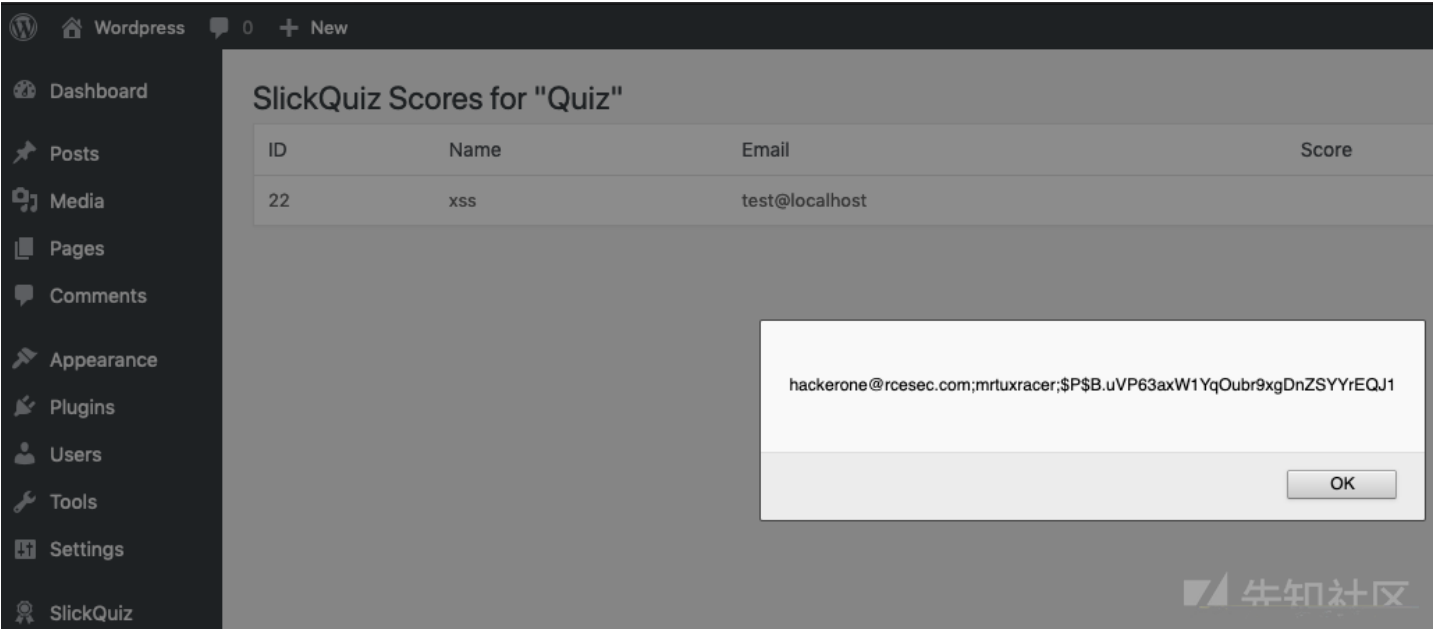 Wordpress 0 New
Dashboard
Posts
Media
Pages
Comments
Appearance
Plugins
Users
Tools
Settings
SlickQuiz
SlickQuiz Scores for "Quiz"
ID Name Email Score
22 xss test@localhost
hackerone@rcesec.com;mrtuxracer;$P$B.uVP63axW1YqOubr9xgDnZSYYrEQJ1
OK
先知社区